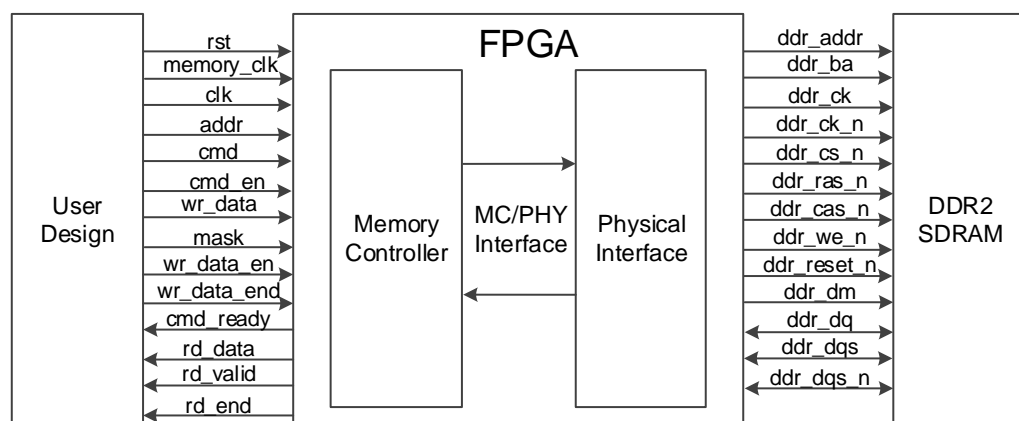 User
Design
rst
memory_clk
clk
addr
cmd
cmd_en
wr_data
mask
wr_data_en
wr_data_end
cmd_ready
rd_data
rd_valid
rd_end
FPGA
Memory
Controller
MC/PHY
Interface
Physical
Interface
ddr_addr
ddr_ba
ddr_ck
ddr_ck_n
ddr_cs_n
ddr_ras_n
ddr_cas_n
ddr_we_n
ddr_reset_n
ddr_dm
ddr_dq
ddr_dqs
ddr_dqs_n
DDR2
SDRAM